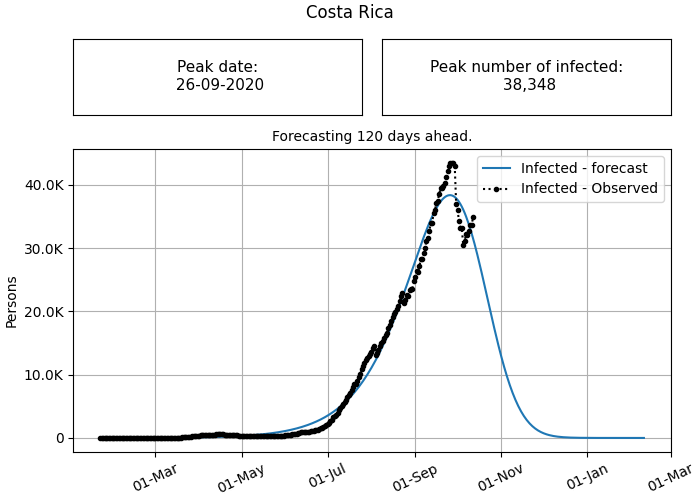 Costa Rica
Peak date:
26-09-2020
Peak number of infected:
38,348
Forecasting 120 days ahead.
Infected - forecast
Infected - Observed
Persons
40.0K
30.0K
20.0K
10.0K
0
01-Mar
01-May
01-Jul
01-Sep
01-Nov
01-Jan
01-Mar